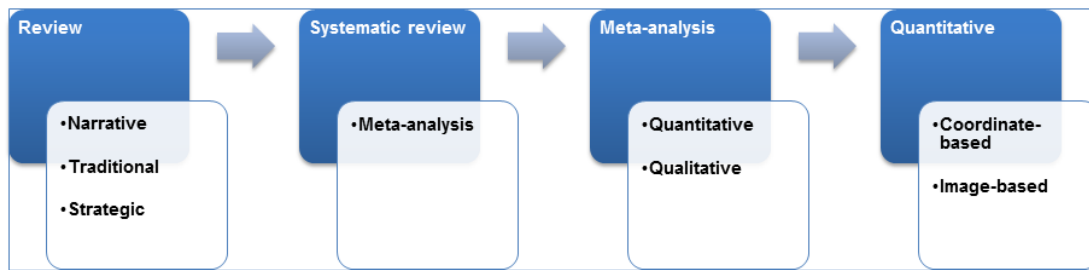 Review
•Narrative
•Traditional
•Strategic
Systematic review
•Meta-analysis
Meta-analysis
•Quantitative
•Qualitative
Quantitative
•Coordinate-
based
•Image-based